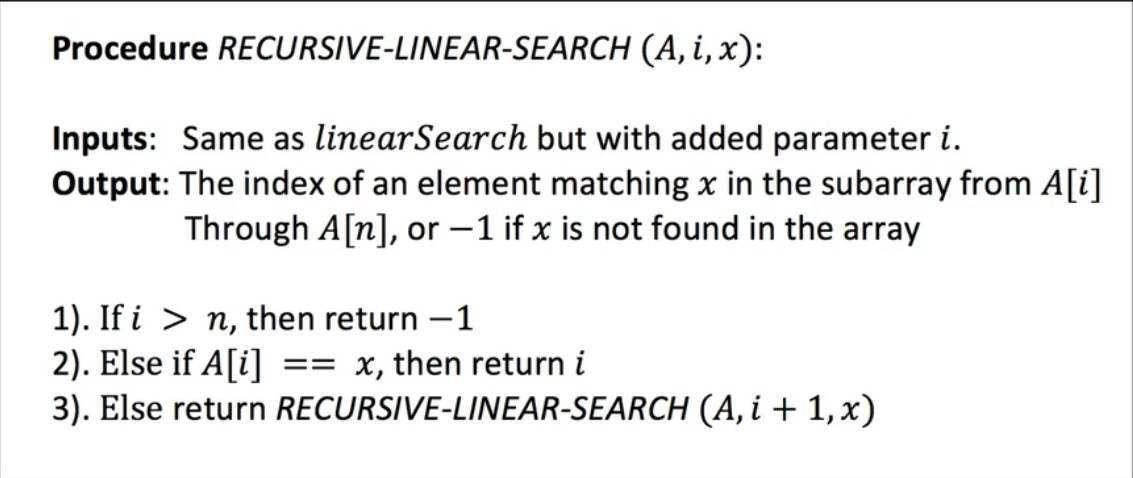 Procedure RECURSIVE-LINEAR-SEARCH (A, i, x):
Inputs: Same as linearSearch but with added parameter i.
Output: The index of an element matching x in the subarray from A[i]
Through A[n], or −1 if x is not found in the array
1). If i > n, then return −1
2). Else if A[i] == x, then return i
3). Else return RECURSIVE-LINEAR-SEARCH (A, i + 1, x)